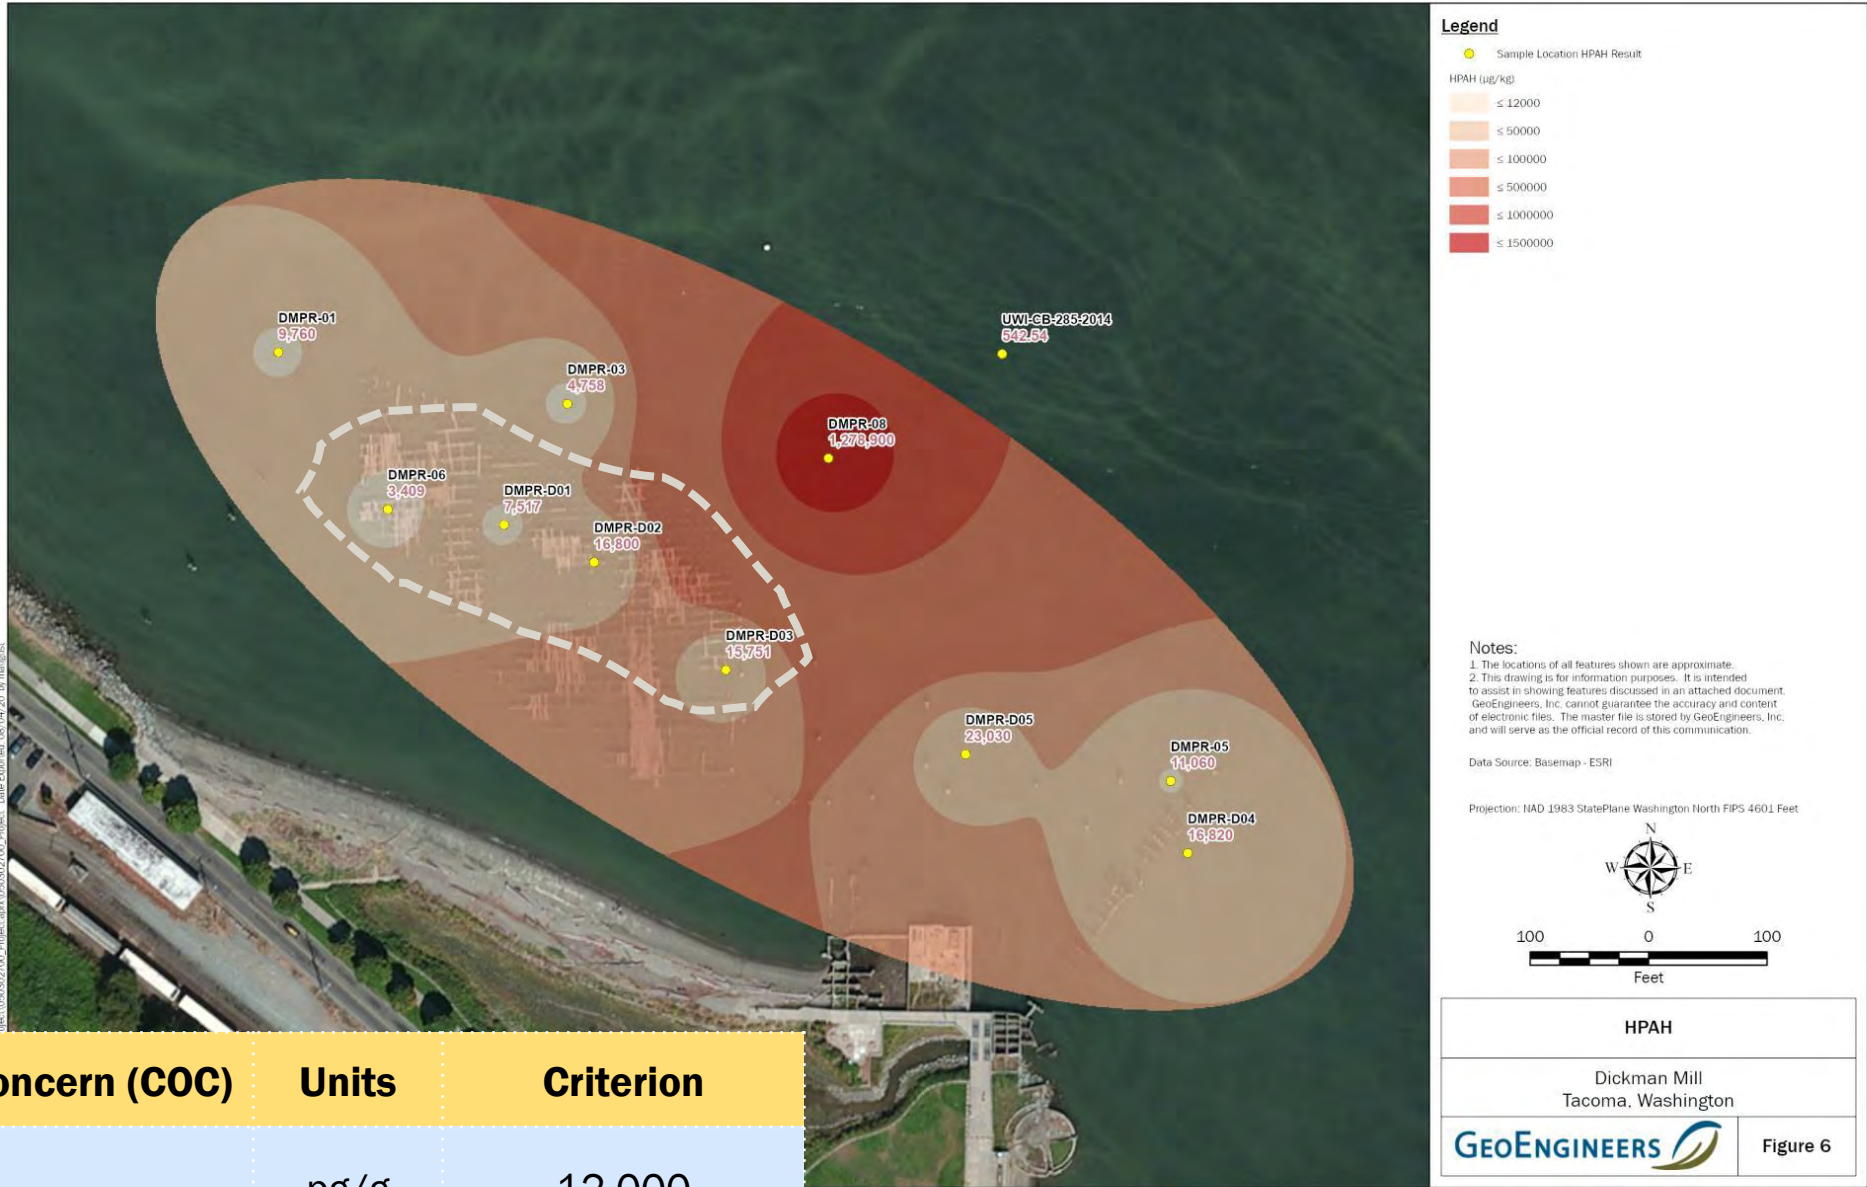 Legend
Sample Location HPAH Result
HPAH (µg/kg)
≤ 12000
≤ 50000
≤ 100000
≤ 500000
≤ 1000000
≤ 1500000
DMPR-01
9,760
DMPR-03
4,758
UWI-CB-285-2014
542.54
DMPR-08
1,278,900
DMPR-06
3,409
DMPR-D01
7,517
DMPR-D02
16,800
DMPR-D03
15,751
DMPR-D05
23,030
DMPR-05
11,060
DMPR-D04
16,820
Notes:
1. The locations of all features shown are approximate.
2. This drawing is for information purposes. It is intended
to assist in showing features discussed in an attached document.
GeoEngineers, Inc. cannot guarantee the accuracy and content
of electronic files. The master file is stored by GeoEngineers, Inc.
and will serve as the official record of this communication.
Data Source: Basemap - ESRI
Projection: NAD 1983 StatePlane Washington North FIPS 4601 Feet
N
W E
S
100 0 100
Feet
HPAH
Dickman Mill
Tacoma, Washington
GEOENGINEERS
Figure 6
oncern (COC) Units Criterion
pg/g 12,000